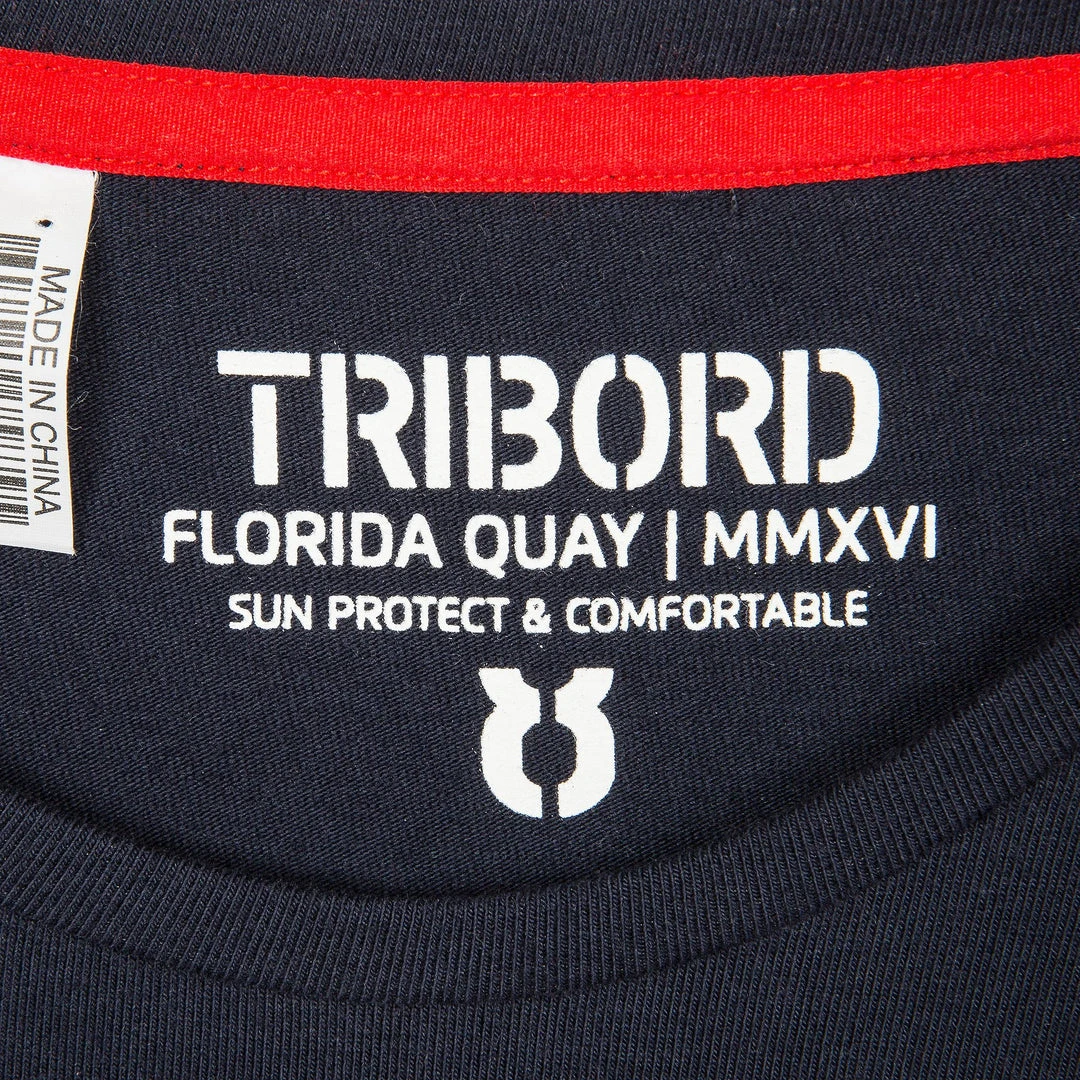 MADE IN CHINA
TRIBORD
FLORIDA QUAY | MMXVI
SUN PROTECT & COMFORTABLE